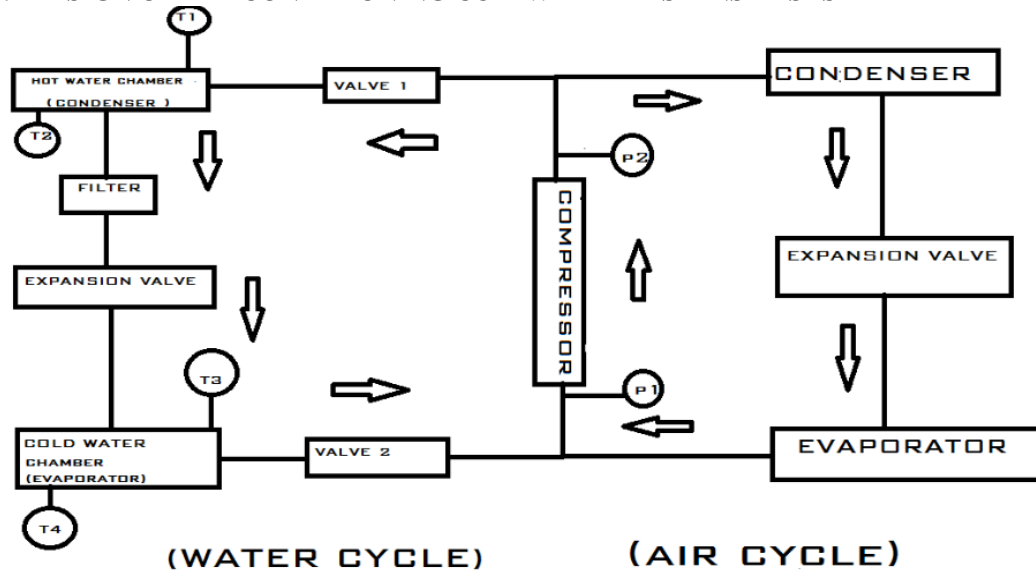 T1
HOT WATER CHAMBER
(CONDENSER)
VALVE 1
CONDENSER
T2
P2
FILTER
COMPRESSOR
EXPANSION VALVE
EXPANSION VALVE
T3
P1
COLD WATER
CHAMBER
(EVAPORATOR)
VALVE 2
EVAPORATOR
T4
(WATER CYCLE)
(AIR CYCLE)